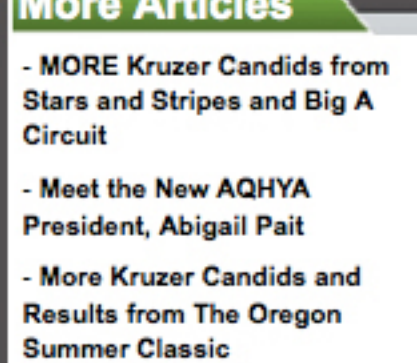 More Articles
- MORE Kruzer Candids from
Stars and Stripes and Big A
Circuit
- Meet the New AQHYA
President, Abigail Pait
- More Kruzer Candids and
Results from The Oregon
Summer Classic